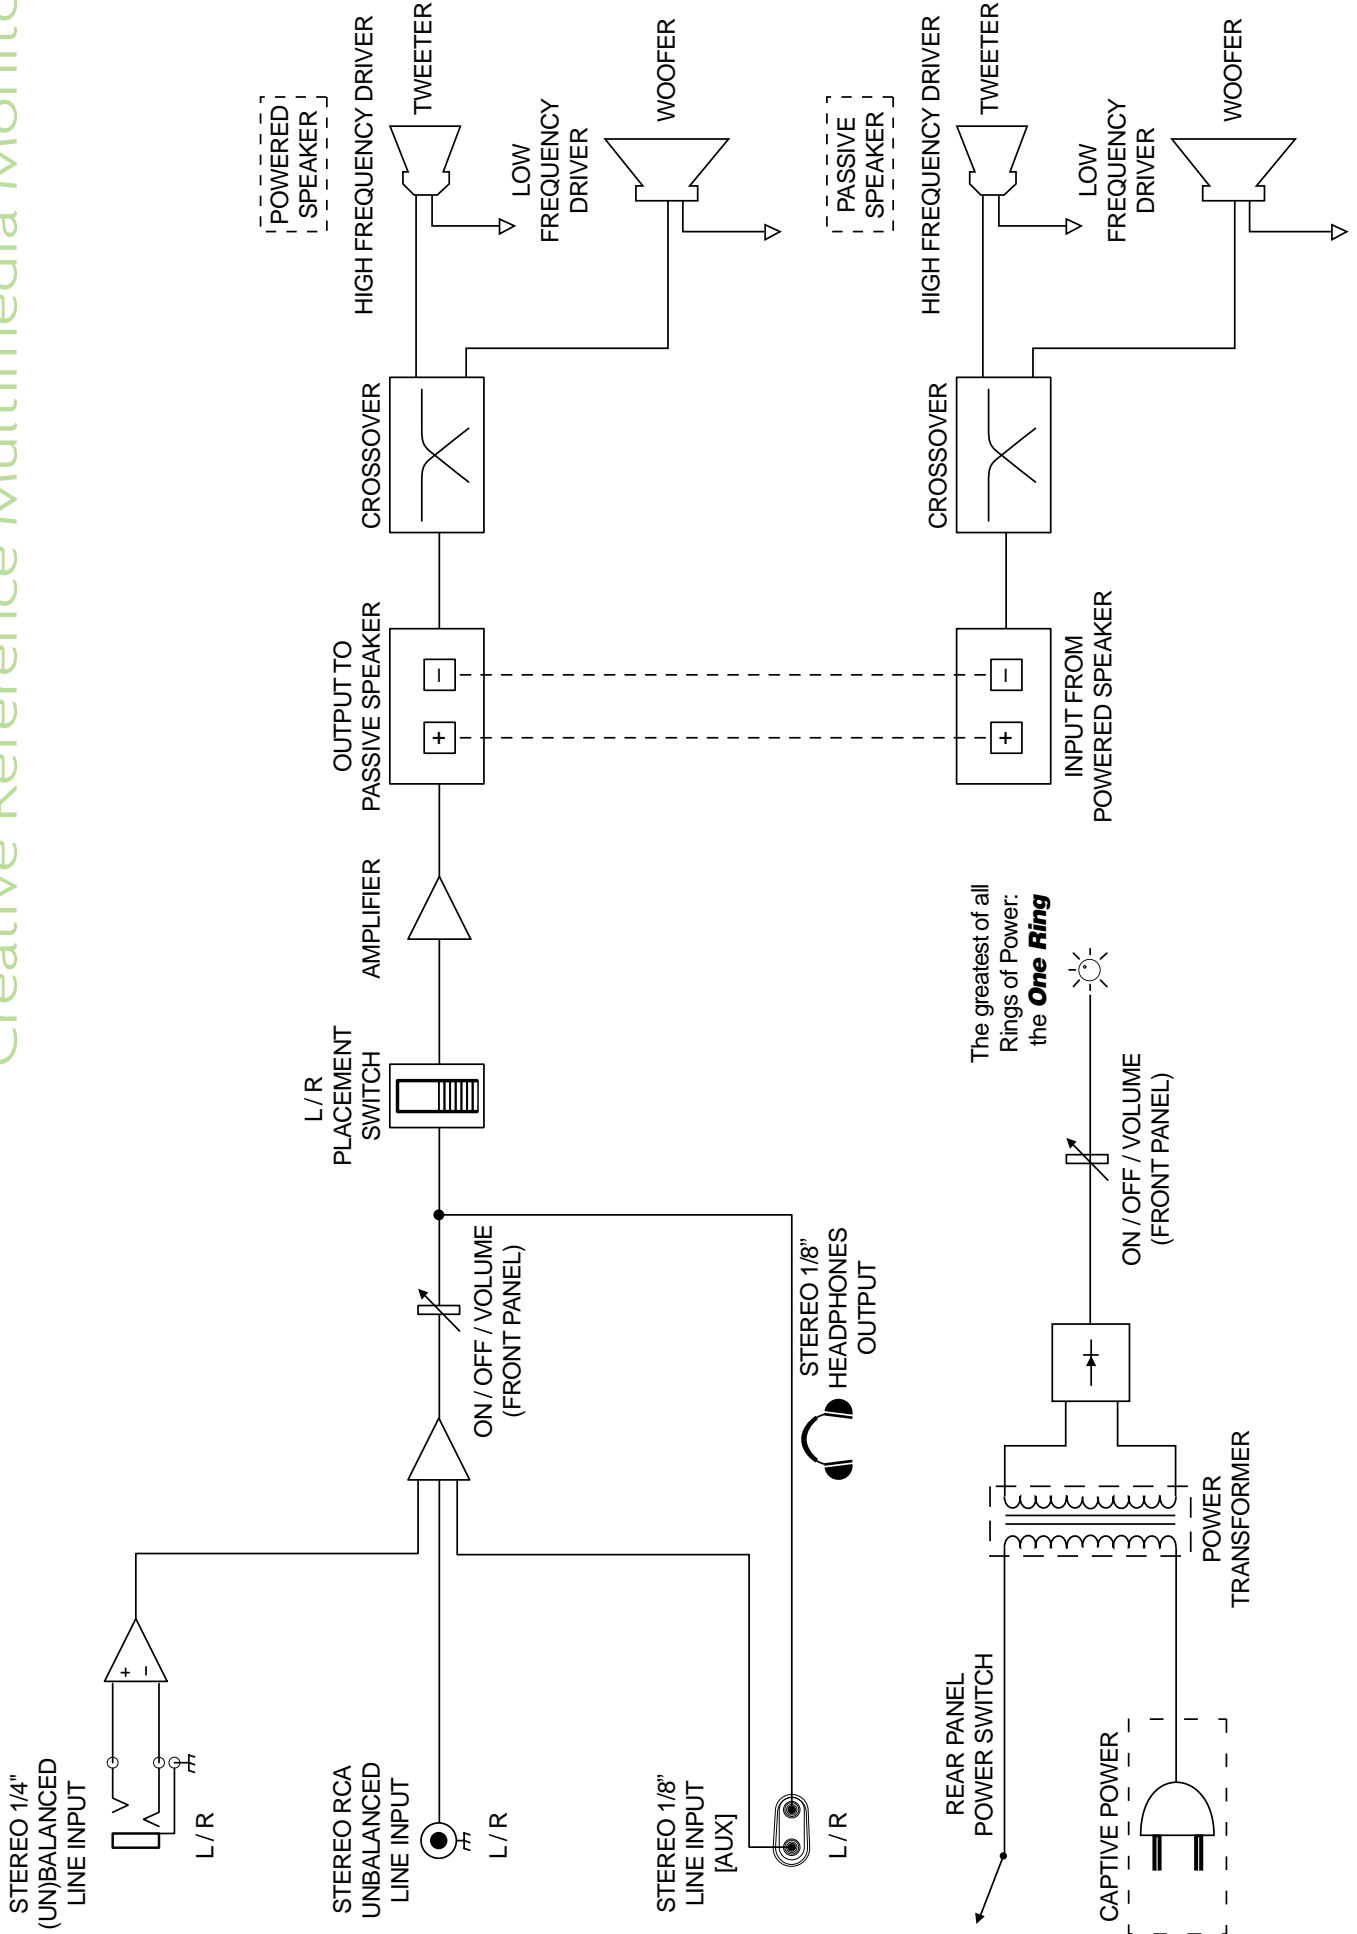 Creative Reference Multimedia Monito
STEREO 1/4"
(UN)BALANCED
LINE INPUT
+
−
L / R
STEREO RCA
UNBALANCED
LINE INPUT
L / R
STEREO 1/8”
LINE INPUT
[AUX]
L / R
ON / OFF / VOLUME
(FRONT PANEL)
STEREO 1/8”
HEADPHONES
OUTPUT
L / R
PLACEMENT
SWITCH
AMPLIFIER
OUTPUT TO
PASSIVE SPEAKER
+
−
CROSSOVER
POWERED
SPEAKER
HIGH FREQUENCY DRIVER
TWEETER
LOW
FREQUENCY
DRIVER
WOOFER
REAR PANEL
POWER SWITCH
CAPTIVE POWER
POWER
TRANSFORMER
ON / OFF / VOLUME
(FRONT PANEL)
The greatest of all
Rings of Power:
the One Ring
+
−
INPUT FROM
POWERED SPEAKER
CROSSOVER
PASSIVE
SPEAKER
HIGH FREQUENCY DRIVER
TWEETER
LOW
FREQUENCY
DRIVER
WOOFER